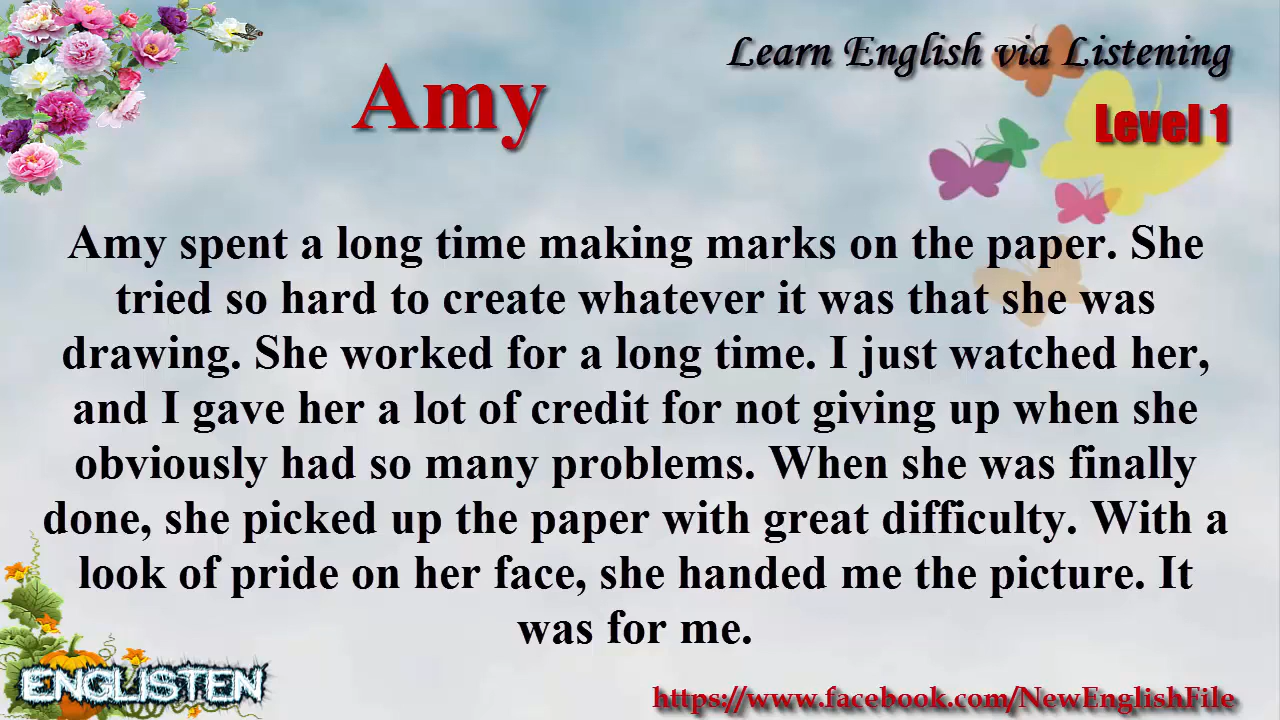 Learn English via Listening
Amy
Level 1
Amy spent a long time making marks on the paper. She
tried so hard to create whatever it was that she was
drawing. She worked for a long time. I just watched her,
and I gave her a lot of credit for not giving up when she
obviously had so many problems. When she was finally
done, she picked up the paper with great difficulty. With a
look of pride on her face, she handed me the picture. It
was for me.
ENGLISTEN
https://www.facebook.com/NewEnglishFile